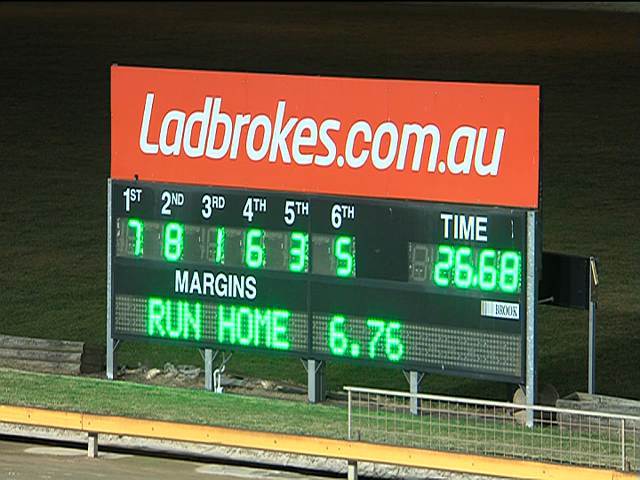 Ladbrokes.com.au
1ST 2ND 3RD 4TH 5TH 6TH TIME
7 8 1 6 3 5 26.68
MARGINS BROOK
RUN HOME 6.76